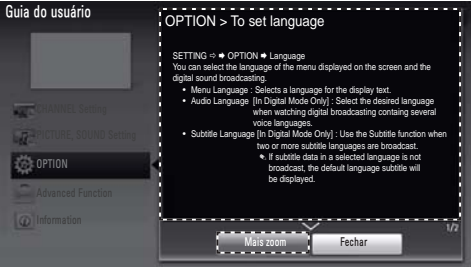 Guia do usuário
CHANNEL Setting
PICTURE, SOUND Setting
OPTION
Advanced Function
Information
OPTION > To set language
SETTING ⇨ ➡ OPTION ➡ Language
You can select the language of the menu displayed on the screen and the
digital sound broadcasting.
• Menu Language : Selects a language for the display text.
• Audio Language [In Digital Mode Only] : Select the desired language
when watching digital broadcasting containg several
voice languages.
• Subtitle Language [In Digital Mode Only] : Use the Subtitle function when
two or more subtitle languages are broadcast.
If subtitle data in a selected language is not
broadcast, the default language subtitle will
be displayed.
1/2
Mais zoom
Fechar